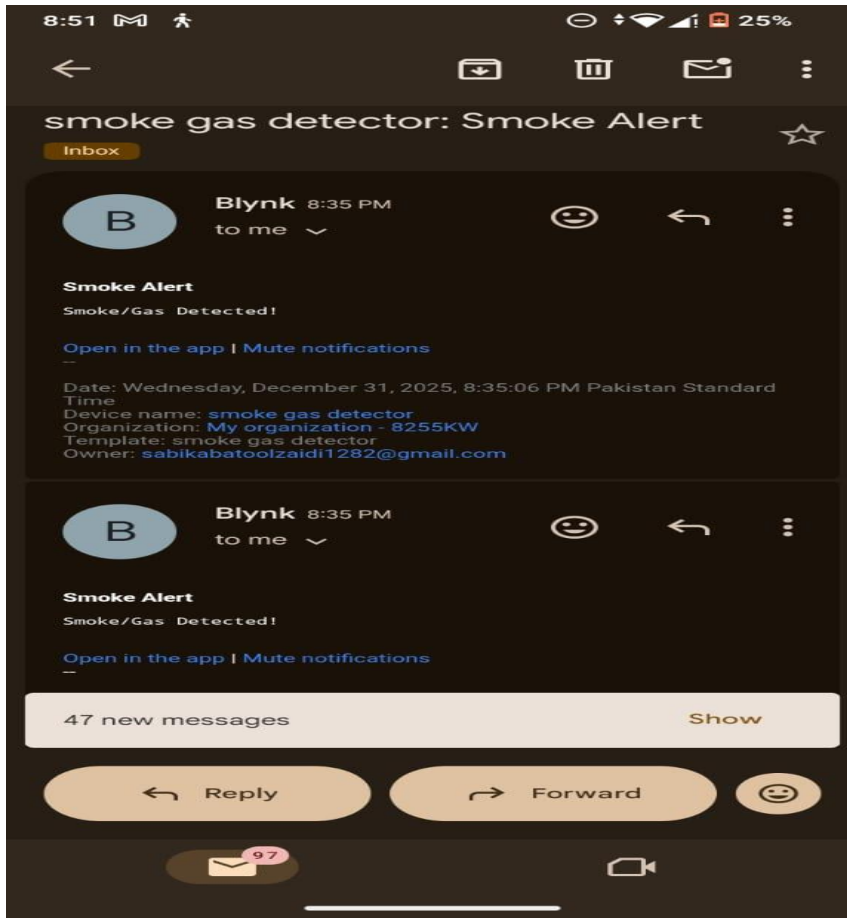 8:51 25%
smoke gas detector: Smoke Alert
Inbox
B
Blynk 8:35 PM
to me
Smoke Alert
Smoke/Gas Detected!
Open in the app | Mute notifications
--
Date: Wednesday, December 31, 2025, 8:35:06 PM Pakistan Standard
Time
Device name: smoke gas detector
Organization: My organization - 8255KW
Template: smoke gas detector
Owner: sabikabatoolzaidi1282@gmail.com
B
Blynk 8:35 PM
to me
Smoke Alert
Smoke/Gas Detected!
Open in the app | Mute notifications
--
47 new messages Show
Reply Forward
97